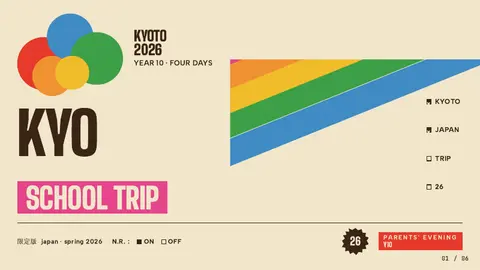 KYOTO
2026
YEAR 10 · FOUR DAYS
KYO
SCHOOL TRIP
KYOTO
JAPAN
TRIP
26
限定版 japan · spring 2026 N.R. : ON OFF
26
PARENTS' EVENING
Y10
01 / 06